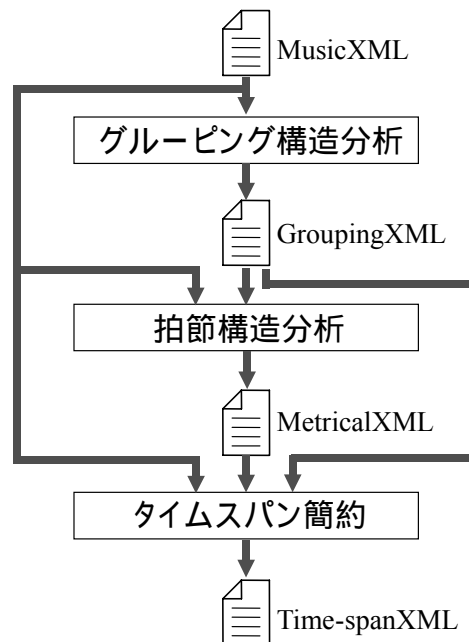 MusicXML
グルーピング構造分析
GroupingXML
拍節構造分析
MetricalXML
タイムスパン簡約
Time-spanXML